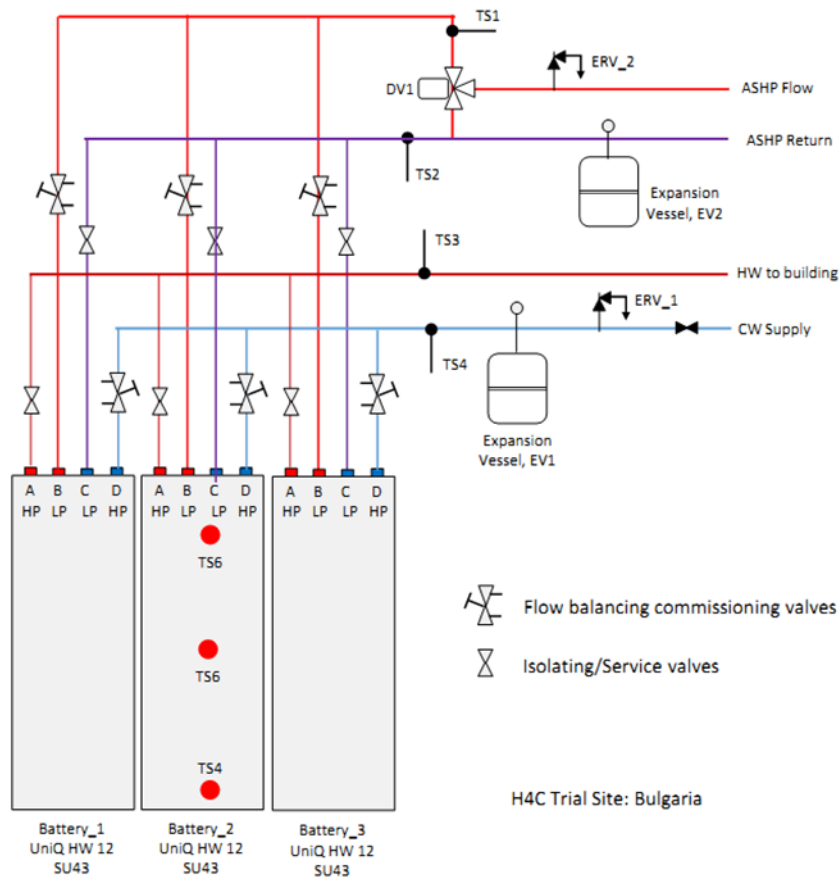 TS1
ERV_2
DV1
ASHP Flow
ASHP Return
TS2
Expansion
Vessel, EV2
TS3
HW to building
ERV_1
CW Supply
TS4
Expansion
Vessel, EV1
A B C D A B C D A B C D
HP LP LP HP HP LP LP HP HP LP LP HP
TS6
TS6
TS4
Flow balancing commissioning valves
Isolating/Service valves
H4C Trial Site: Bulgaria
Battery_1
UniQ HW 12
SU43
Battery_2
UniQ HW 12
SU43
Battery_3
UniQ HW 12
SU43